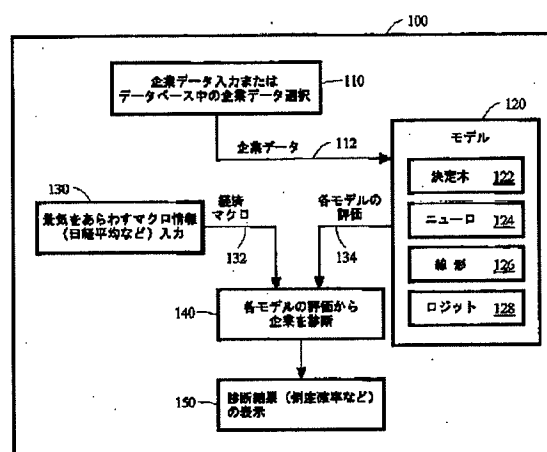 100
企業データ入力または
データベース中の企業データ選択
110
120
モデル
企業データ
112
決定木 122
ニューロ 124
線形 126
ロジット 128
130
景気をあらわすマクロ情報
(日経平均など)入力
経済
マクロ
132
各モデルの
評価
134
140
各モデルの評価から
企業を診断
150
診断結果(倒産確率など)
の表示